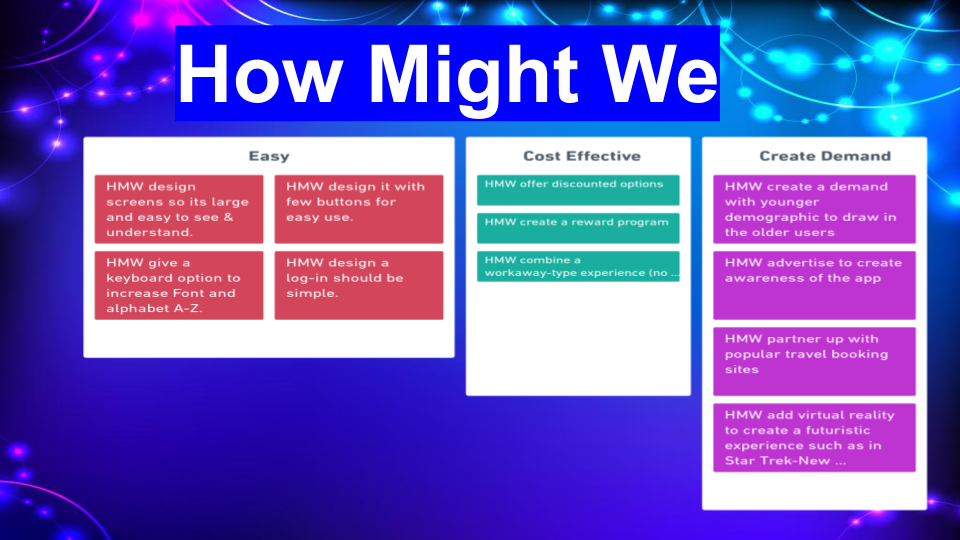 How Might We
Easy
HMW design
screens so its large
and easy to see &
understand.
HMW design it with
few buttons for
easy use.
HMW give a
keyboard option to
increase Font and
alphabet A-Z.
HMW design a
log-in should be
simple.
Cost Effective
HMW offer discounted options
HMW create a reward program
HMW combine a
workaway-type experience (no ...
Create Demand
HMW create a demand
with younger
demographic to draw in
the older users
HMW advertise to create
awareness of the app
HMW partner up with
popular travel booking
sites
HMW add virtual reality
to create a futuristic
experience such as in
Star Trek-New ...